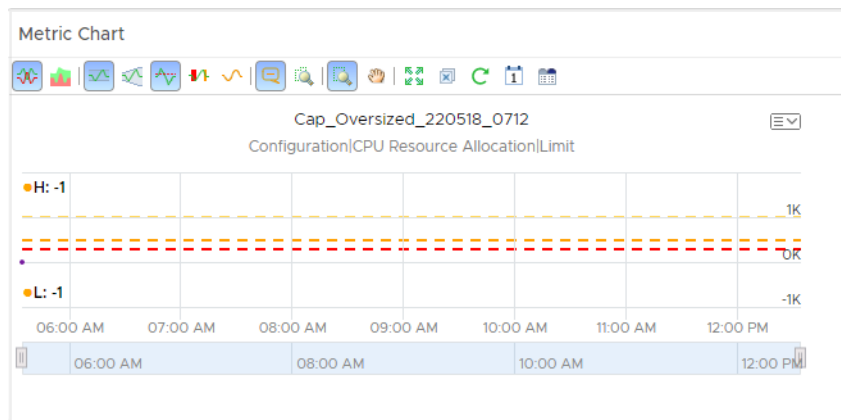 Metric Chart
1
Cap_Oversized_220518_0712
Configuration|CPU Resource Allocation|Limit
H: -1
1K
0K
L: -1
-1K
06:00 AM 07:00 AM 08:00 AM 09:00 AM 10:00 AM 11:00 AM 12:00 PM
06:00 AM 08:00 AM 10:00 AM 12:00 PM